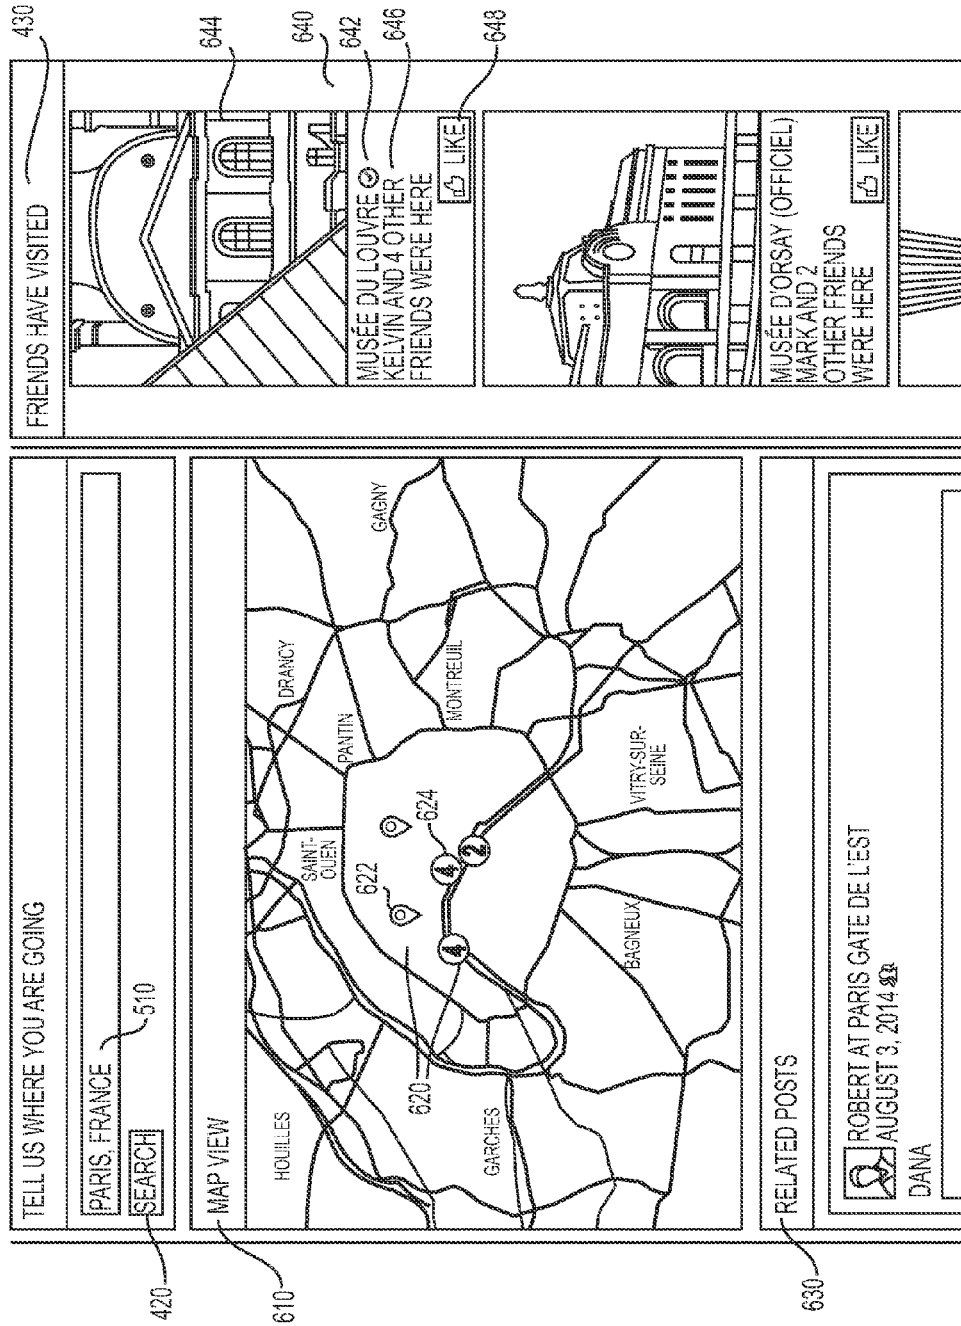 TELL US WHERE YOU ARE GOING
PARIS, FRANCE
510
SEARCH
420
MAP VIEW
610
HOUILLES
SAINT-
OUEN
PANTIN
DRANCY
GAGNY
622
624
4
4
2
620
GARCHES
MONTREUIL
BAGNEUX
VITRY-SUR-
SEINE
RELATED POSTS
630
ROBERT AT PARIS GATE DE L'EST
AUGUST 3, 2014
DANA
FRIENDS HAVE VISITED
430
644
640
642
646
648
MUSÉE DU LOUVRE
KELVIN AND 4 OTHER
FRIENDS WERE HERE
LIKE
MUSÉE D'ORSAY (OFFICIEL)
MARK AND 2
OTHER FRIENDS
WERE HERE
LIKE